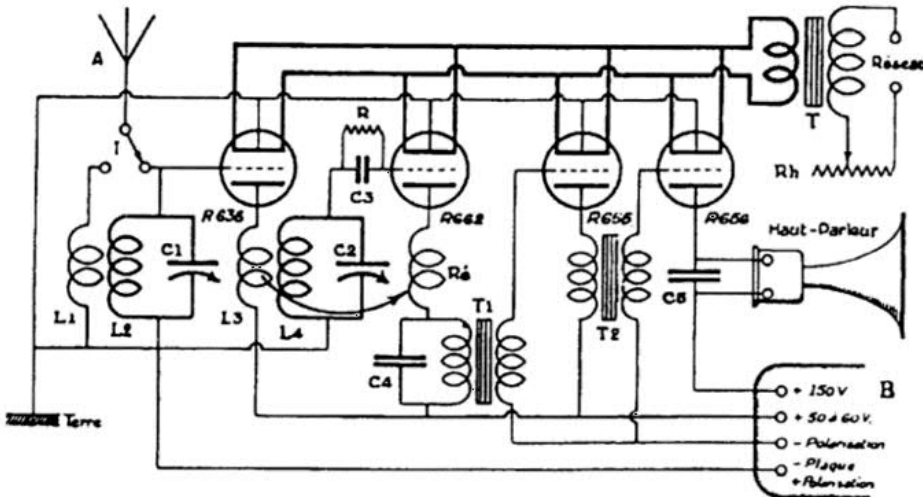 A
I
L1
L2
C1
R636
L3
L4
C2
R
C3
R662
Ré
C4
T1
R655
T2
R656
C5
T
Réseau
Rh
Haut-Parleur
B
+ 150 V
+ 50 à 60 V.
- Polarisation
- Plaque
+ Polarisation
Terre